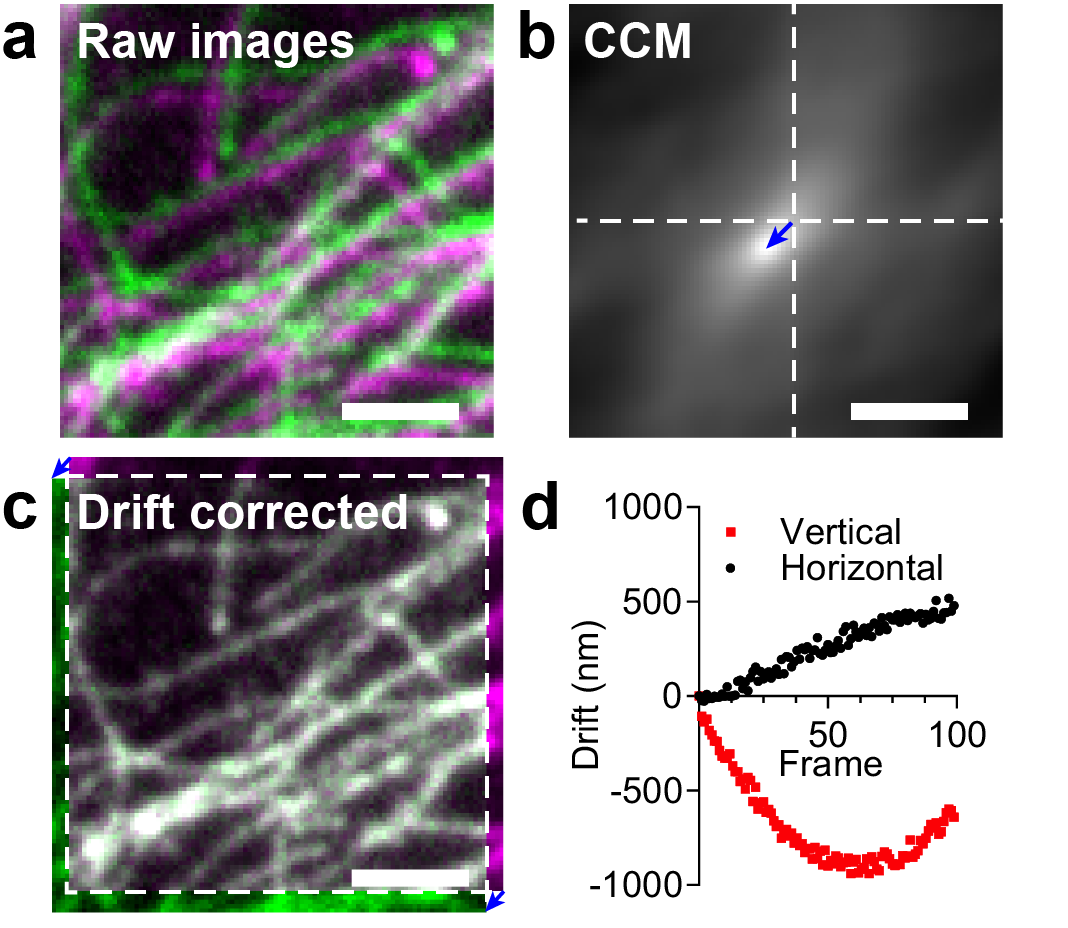 a
Raw images
b
CCM
c
Drift corrected
d
1000
500
0
-500
-1000
Drift (nm)
Vertical
Horizontal
50
100
Frame